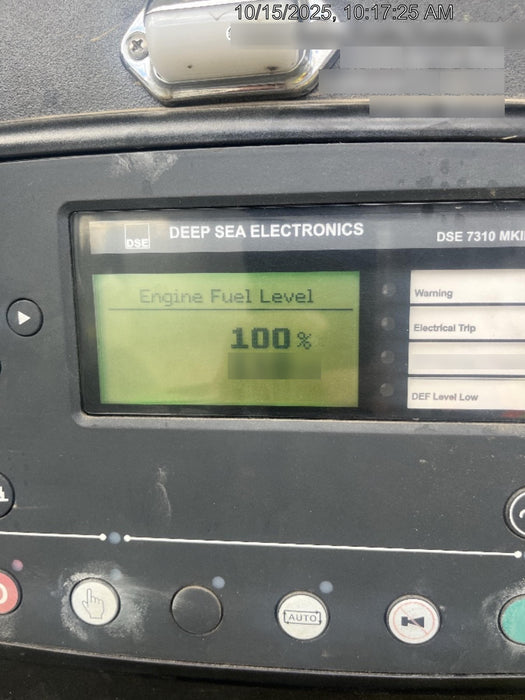 10/15/2025, 10:17:25 AM
DSE
DEEP SEA ELECTRONICS
DSE 7310 MKII
Engine Fuel Level
100 %
Warning
Electrical Trip
DEF Level Low
AUTO